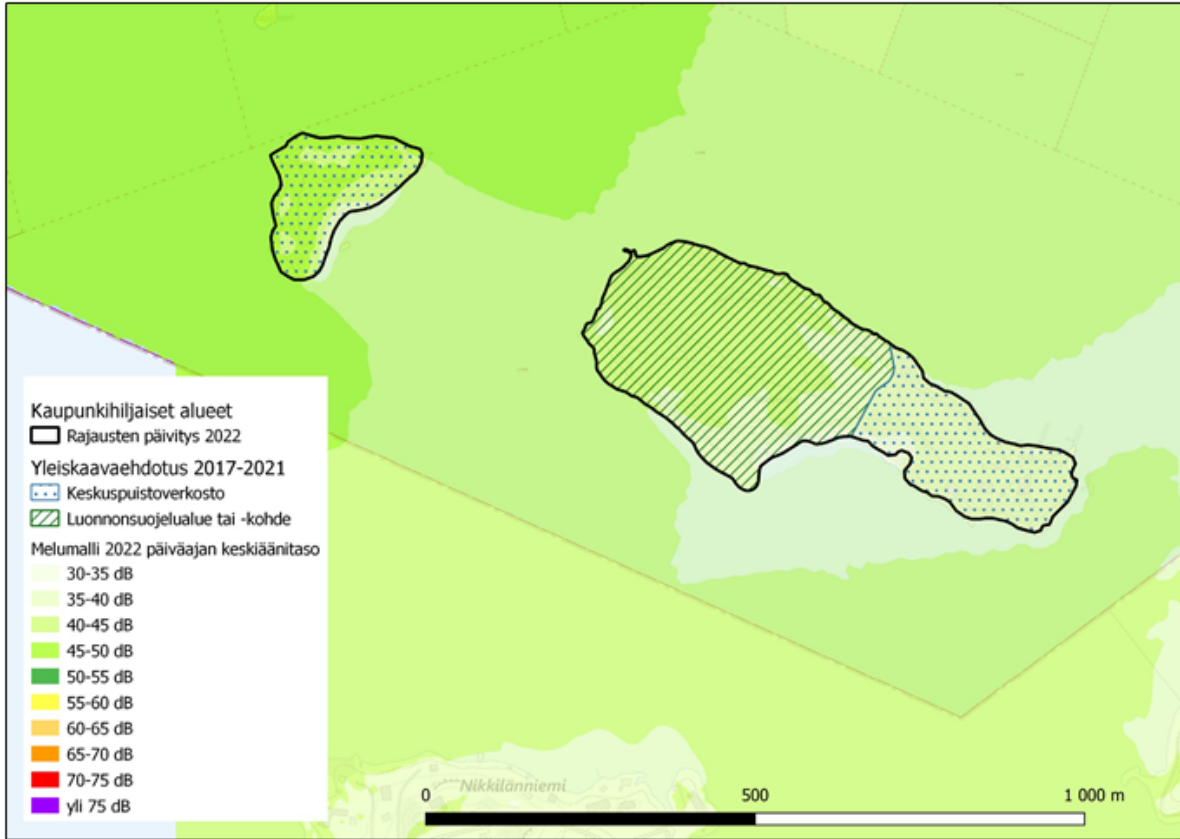 Kaupunkihiljaiset alueet
Rajausten päivitys 2022
Yleiskaavaehdotus 2017-2021
Keskuspuistoverkosto
Luonnonsuojelualue tai -kohde
Melumalli 2022 päiväajan keskiäänitaso
30-35 dB
35-40 dB
40-45 dB
45-50 dB
50-55 dB
55-60 dB
60-65 dB
65-70 dB
70-75 dB
yli 75 dB
Nikkilänniemi
0 500 1 000 m